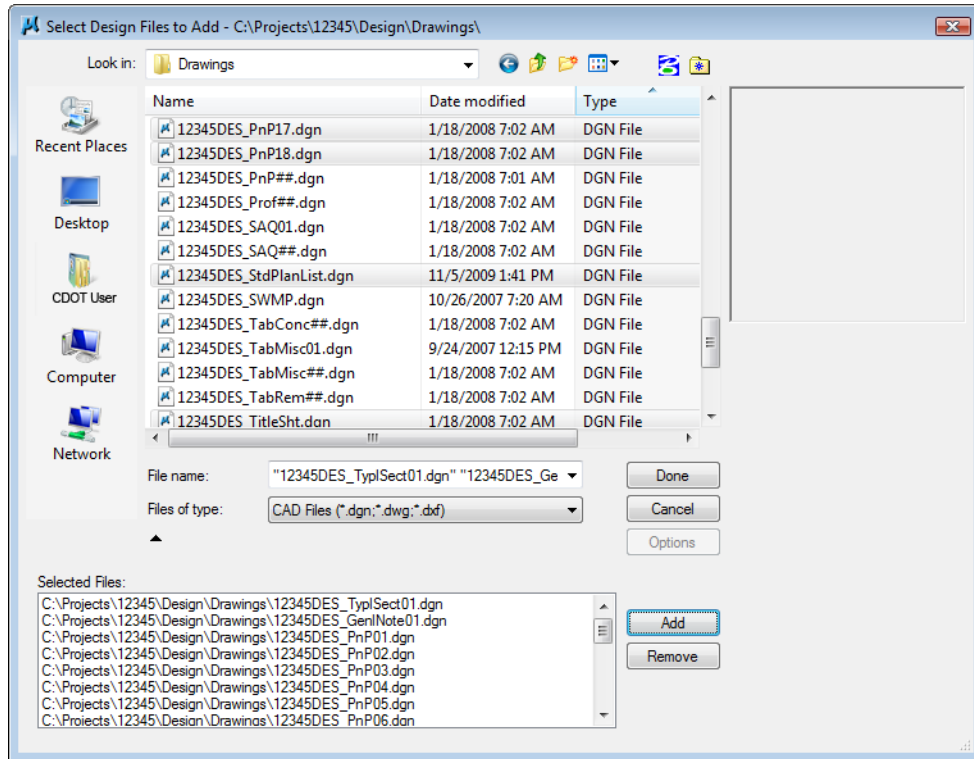 Select Design Files to Add - C:\Projects\12345\Design\Drawings\
Look in: Drawings
Name Date modified Type
12345DES_PnP17.dgn 1/18/2008 7:02 AM DGN File
12345DES_PnP18.dgn 1/18/2008 7:02 AM DGN File
12345DES_PnP##.dgn 1/18/2008 7:01 AM DGN File
12345DES_Prof##.dgn 1/18/2008 7:02 AM DGN File
12345DES_SAQ01.dgn 1/18/2008 7:02 AM DGN File
12345DES_SAQ##.dgn 1/18/2008 7:02 AM DGN File
12345DES_StdPlanList.dgn 11/5/2009 1:41 PM DGN File
12345DES_SWMP.dgn 10/26/2007 7:20 AM DGN File
12345DES_TabConc##.dgn 1/18/2008 7:02 AM DGN File
12345DES_TabMisc01.dgn 9/24/2007 12:15 PM DGN File
12345DES_TabMisc##.dgn 1/18/2008 7:02 AM DGN File
12345DES_TabRem##.dgn 1/18/2008 7:02 AM DGN File
12345DES_TitleSht.dgn 1/18/2008 7:02 AM DGN File
Recent Places
Desktop
CDOT User
Computer
Network
File name: "12345DES_TyplSect01.dgn" "12345DES_Ge Done
Files of type: CAD Files (*.dgn;*.dwg;*.dxf) Cancel
Options
Selected Files:
C:\Projects\12345\Design\Drawings\12345DES_TyplSect01.dgn
C:\Projects\12345\Design\Drawings\12345DES_GenlNote01.dgn
C:\Projects\12345\Design\Drawings\12345DES_PnP01.dgn
C:\Projects\12345\Design\Drawings\12345DES_PnP02.dgn
C:\Projects\12345\Design\Drawings\12345DES_PnP03.dgn
C:\Projects\12345\Design\Drawings\12345DES_PnP04.dgn
C:\Projects\12345\Design\Drawings\12345DES_PnP05.dgn
C:\Projects\12345\Design\Drawings\12345DES_PnP06.dgn
Add
Remove